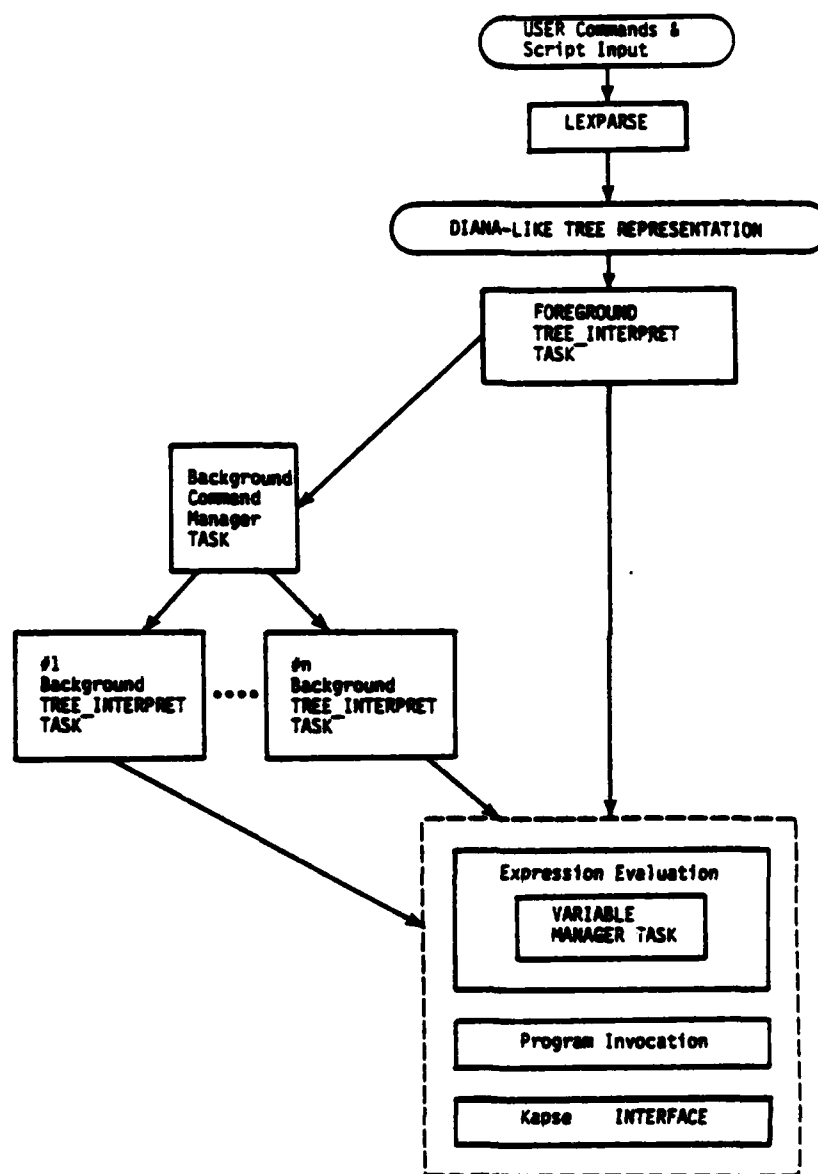 USER Commands &
Script Input
LEXPARSE
DIANA-LIKE TREE REPRESENTATION
FOREGROUND
TREE_INTERPRET
TASK
Background
Command
Manager
TASK
#1
Background
TREE_INTERPRET
TASK
#n
Background
TREE_INTERPRET
TASK
Expression Evaluation
VARIABLE
MANAGER TASK
Program Invocation
Kapse INTERFACE